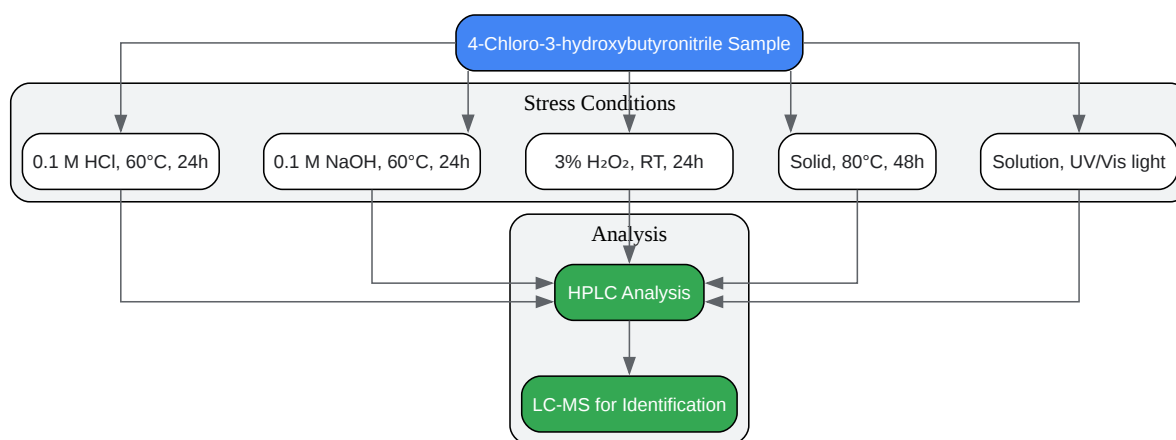 4-Chloro-3-hydroxybutyronitrile Sample
Stress Conditions
0.1 M HCl, 60°C, 24h
0.1 M NaOH, 60°C, 24h
3% H₂O₂, RT, 24h
Solid, 80°C, 48h
Solution, UV/Vis light
Analysis
HPLC Analysis
LC-MS for Identification